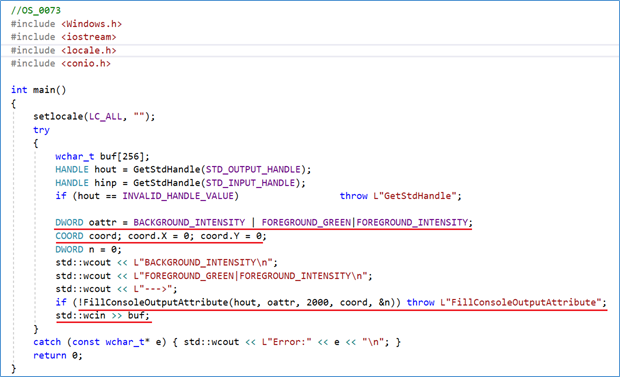 //OS_0073
#include <Windows.h>
#include <iostream>
#include <locale.h>
#include <conio.h>
int main()
{
setlocale(LC_ALL, "");
try
{
wchar_t buf[256];
HANDLE hout = GetStdHandle(STD_OUTPUT_HANDLE);
HANDLE hinp = GetStdHandle(STD_INPUT_HANDLE);
if (hout == INVALID_HANDLE_VALUE) throw L"GetStdHandle";
DWORD oattr = BACKGROUND_INTENSITY | FOREGROUND_GREEN|FOREGROUND_INTENSITY;
COORD coord; coord.X = 0; coord.Y = 0;
DWORD n = 0;
std::wcout << L"BACKGROUND_INTENSITY\n";
std::wcout << L"FOREGROUND_GREEN|FOREGROUND_INTENSITY\n";
std::wcout << L"--->";
if (!FillConsoleOutputAttribute(hout, oattr, 2000, coord, &n)) throw L"FillConsoleOutputAttribute";
std::wcin >> buf;
}
catch (const wchar_t* e) { std::wcout << L"Error:" << e << "\n"; }
return 0;
}